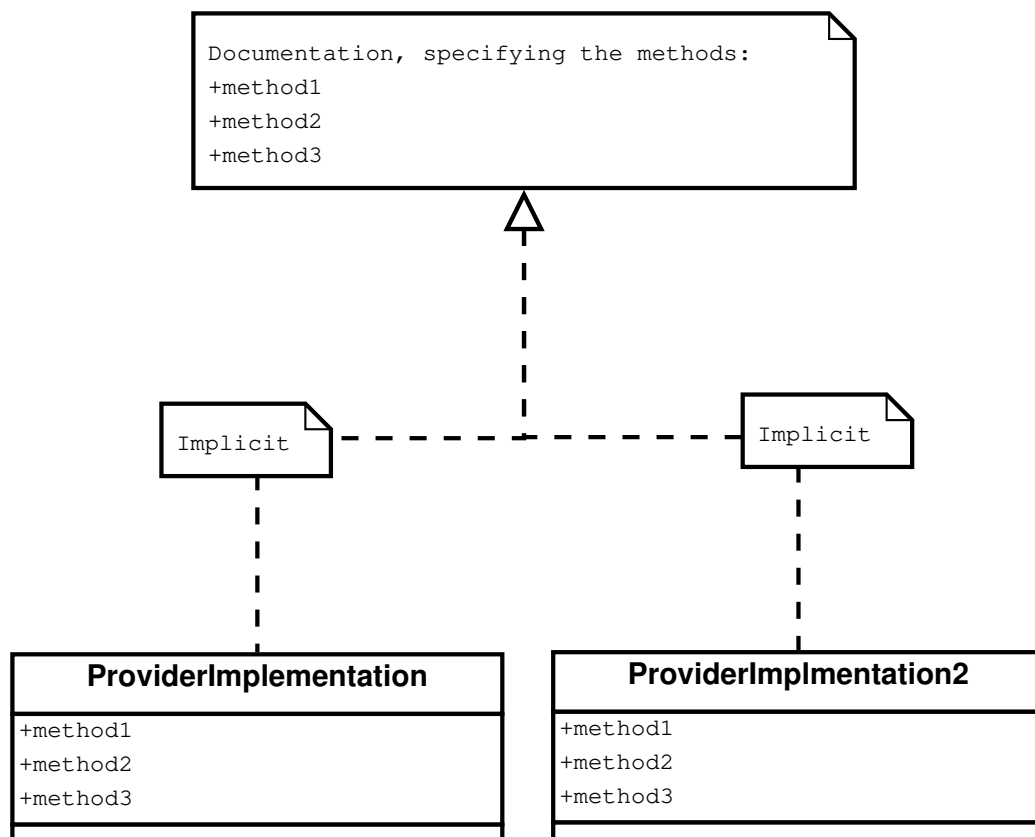 Documentation, specifying the methods:
+method1
+method2
+method3
Implicit
Implicit
ProviderImplementation
+method1
+method2
+method3
ProviderImplmentation2
+method1
+method2
+method3